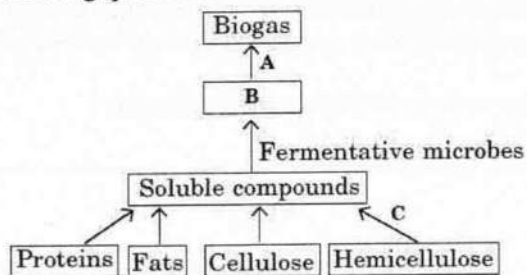 Biogas
A
B
Fermentative microbes
Soluble compounds
C
Proteins Fats Cellulose Hemicellulose